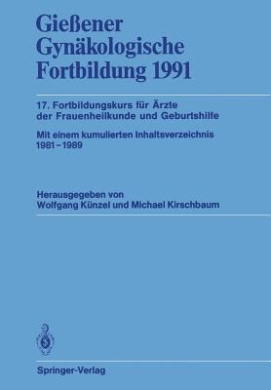 Gießener
Gynäkologische
Fortbildung 1991
17. Fortbildungskurs für Ärzte
der Frauenheilkunde und Geburtshilfe
Mit einem kumulierten Inhaltsverzeichnis
1981–1989
Herausgegeben von
Wolfgang Künzel und Michael Kirschbaum
Springer-Verlag